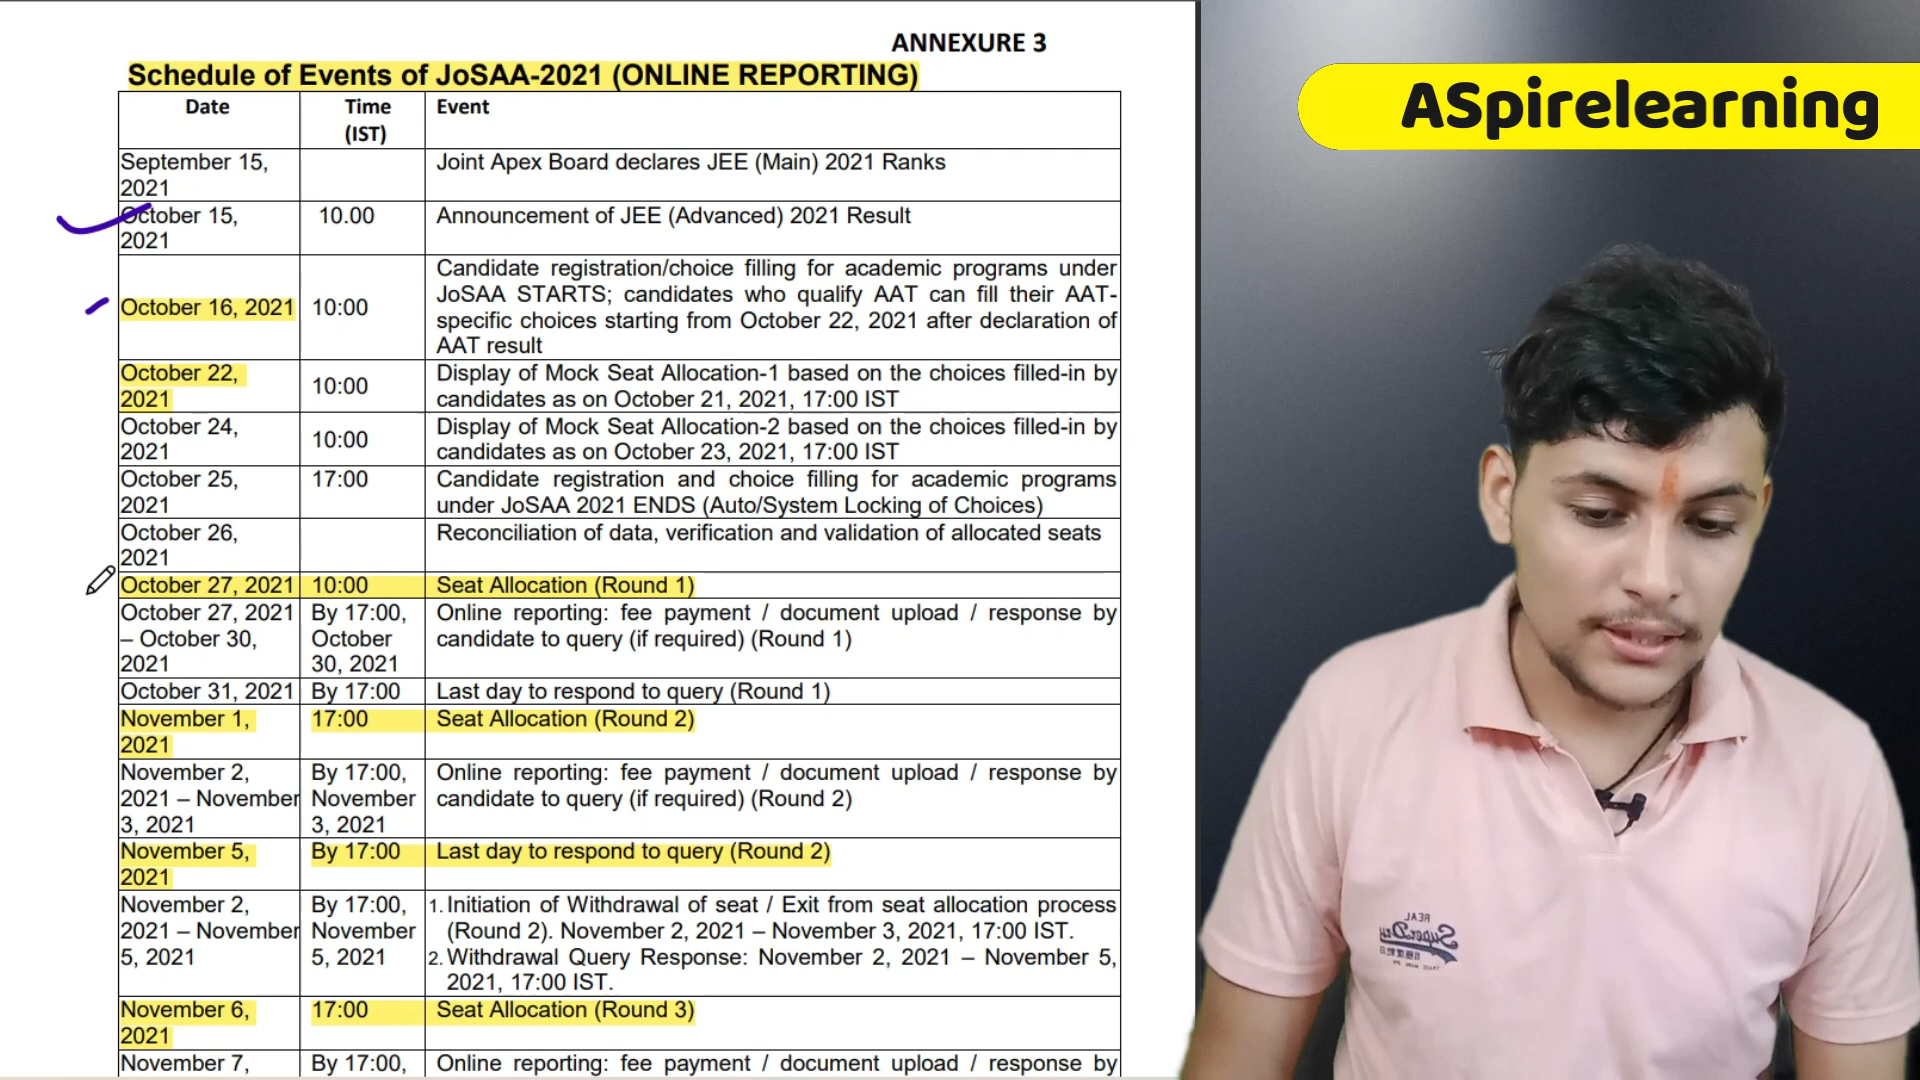 ANNEXURE 3
Schedule of Events of JoSAA-2021 (ONLINE REPORTING)
Date Time Event
(IST)
September 15, Joint Apex Board declares JEE (Main) 2021 Ranks
2021
October 15, 10.00 Announcement of JEE (Advanced) 2021 Result
2021
Candidate registration/choice filling for academic programs under
JoSAA STARTS; candidates who qualify AAT can fill their AAT-
October 16, 2021 10:00 specific choices starting from October 22, 2021 after declaration of
AAT result
October 22, 10:00 Display of Mock Seat Allocation-1 based on the choices filled-in by
2021 candidates as on October 21, 2021, 17:00 IST
October 24, 10:00 Display of Mock Seat Allocation-2 based on the choices filled-in by
2021 candidates as on October 23, 2021, 17:00 IST
October 25, 17:00 Candidate registration and choice filling for academic programs
2021 under JoSAA 2021 ENDS (Auto/System Locking of Choices)
October 26, Reconciliation of data, verification and validation of allocated seats
2021
October 27, 2021 10:00 Seat Allocation (Round 1)
October 27, 2021 By 17:00, Online reporting: fee payment / document upload / response by
– October 30, October candidate to query (if required) (Round 1)
2021 30, 2021
October 31, 2021 By 17:00 Last day to respond to query (Round 1)
November 1, 17:00 Seat Allocation (Round 2)
2021
November 2, By 17:00, Online reporting: fee payment / document upload / response by
2021 – November November candidate to query (if required) (Round 2)
3, 2021 3, 2021
November 5, By 17:00 Last day to respond to query (Round 2)
2021
November 2, By 17:00, 1. Initiation of Withdrawal of seat / Exit from seat allocation process
2021 – November November (Round 2). November 2, 2021 – November 3, 2021, 17:00 IST.
5, 2021 5, 2021 2. Withdrawal Query Response: November 2, 2021 – November 5,
2021, 17:00 IST.
November 6, 17:00 Seat Allocation (Round 3)
2021
November 7, By 17:00, Online reporting: fee payment / document upload / response by
ASpirelearning
REAL
SuperDry